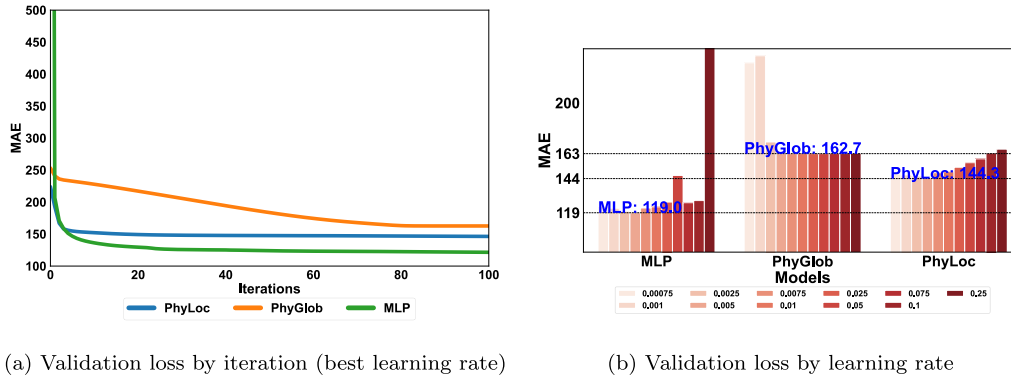 500
450
400
350
300
250
200
150
100
MAE
0 20 40 60 80 100
Iterations
PhyLoc PhyGlob MLP
(a) Validation loss by iteration (best learning rate)
200
163
144
119
MAE
PhyGlob: 162.7
PhyLoc: 144.3
MLP: 119.0
MLP PhyGlob PhyLoc
Models
0.00075 0.0025 0.0075 0.025 0.075 0.25
0.001 0.005 0.01 0.05 0.1
(b) Validation loss by learning rate